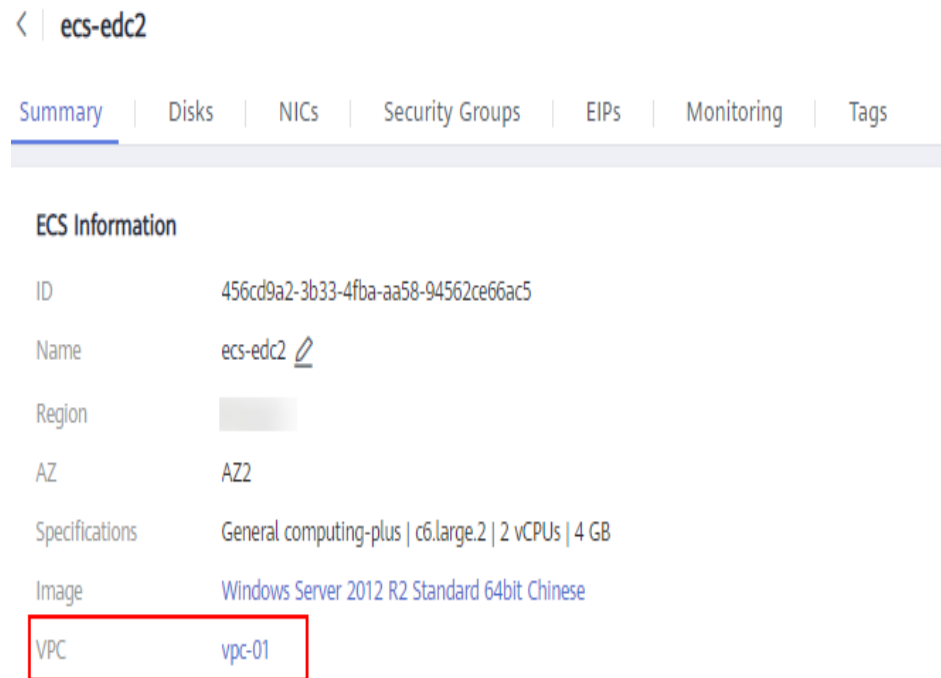 ecs-edc2
Summary Disks NICs Security Groups EIPs Monitoring Tags
ECS Information
ID 456cd9a2-3b33-4fba-aa58-94562ce66ac5
Name ecs-edc2
Region
AZ AZ2
Specifications General computing-plus | c6.large.2 | 2 vCPUs | 4 GB
Image Windows Server 2012 R2 Standard 64bit Chinese
VPC vpc-01